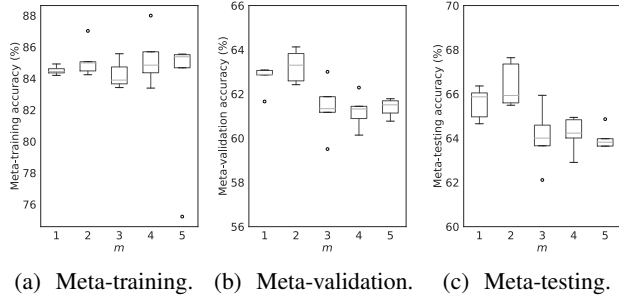 Meta-training accuracy (%)
88
86
84
82
80
78
76
1 2 3 4 5
m
Meta-validation accuracy (%)
66
64
62
60
58
56
1 2 3 4 5
m
Meta-testing accuracy (%)
70
68
66
64
62
60
1 2 3 4 5
m
(a) Meta-training. (b) Meta-validation. (c) Meta-testing.